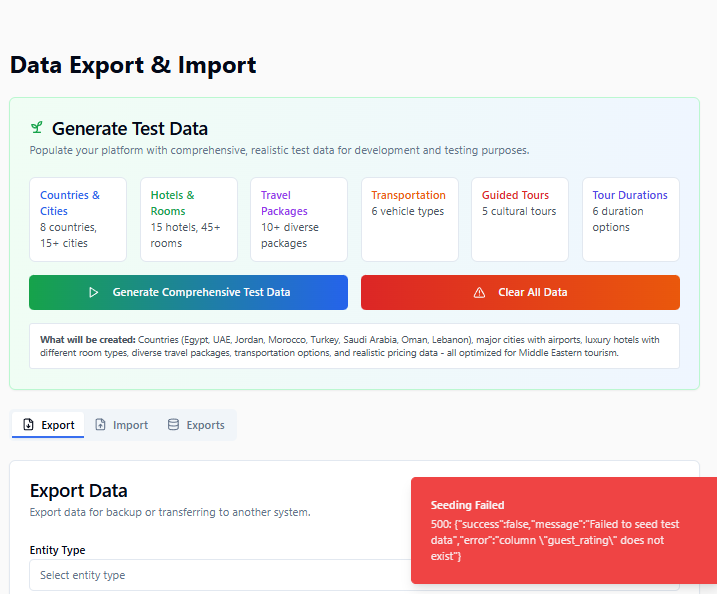 Data Export & Import
Generate Test Data
Populate your platform with comprehensive, realistic test data for development and testing purposes.
Countries &
Cities
8 countries,
15+ cities
Hotels &
Rooms
15 hotels, 45+
rooms
Travel
Packages
10+ diverse
packages
Transportation
6 vehicle types
Guided Tours
5 cultural tours
Tour Durations
6 duration
options
Generate Comprehensive Test Data
Clear All Data
What will be created: Countries (Egypt, UAE, Jordan, Morocco, Turkey, Saudi Arabia, Oman, Lebanon), major cities with airports, luxury hotels with
different room types, diverse travel packages, transportation options, and realistic pricing data - all optimized for Middle Eastern tourism.
Export
Import
Exports
Export Data
Export data for backup or transferring to another system.
Entity Type
Select entity type
Seeding Failed
500: {"success":false,"message":"Failed to seed test
data","error":"column \"guest_rating\" does not
exist"}